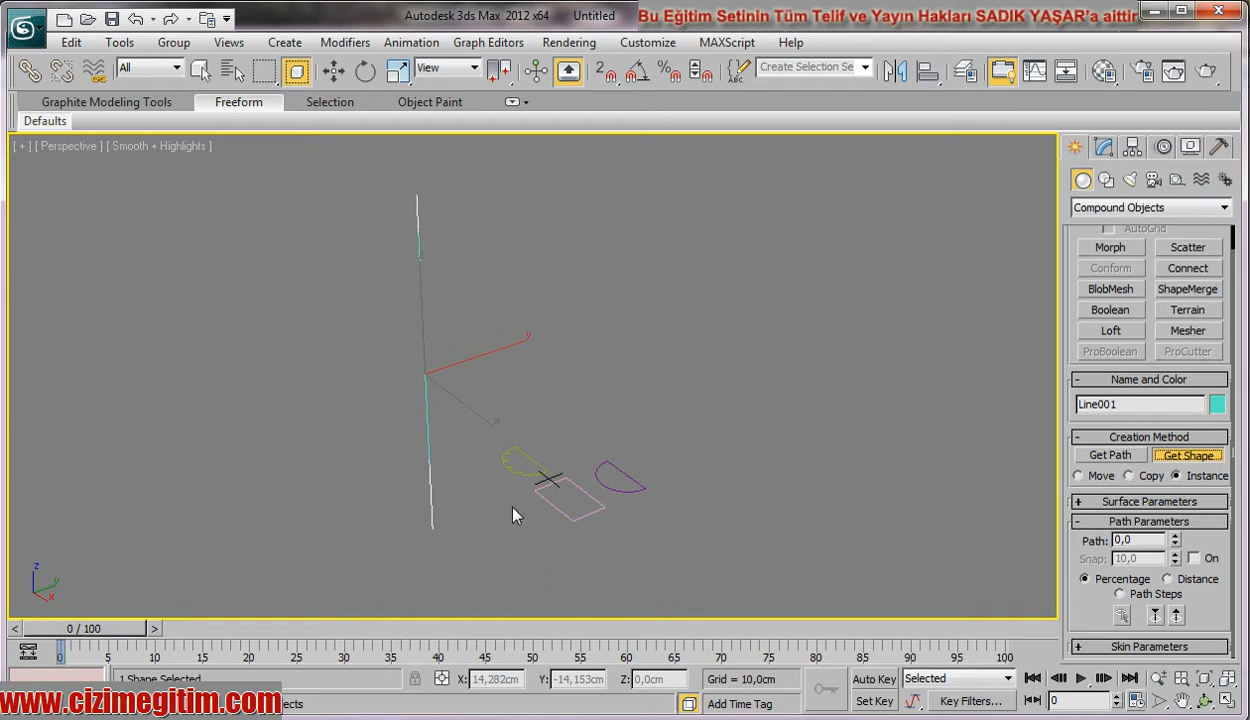 Autodesk 3ds Max 2012 x64 Untitled
Bu Eğitim Setinin Tüm Telif ve Yayın Hakları SADIK YAŞAR'a aittir
Edit Tools Group Views Create Modifiers Animation Graph Editors Rendering Customize MAXScript Help
All View Create Selection Se
Graphite Modeling Tools Freeform Selection Object Paint
Defaults
[ + ] [ Perspective ] [ Smooth + Highlights ]
Compound Objects
AutoGrid
Morph Scatter
Conform Connect
BlobMesh ShapeMerge
Boolean Terrain
Loft Mesher
ProBoolean ProCutter
- Name and Color
Line001
- Creation Method
Get Path Get Shape
Move Copy Instance
+ Surface Parameters
- Path Parameters
Path: 0,0
Snap: 10,0 On
Percentage Distance
Path Steps
+ Skin Parameters
z
y
x
z
y
x
< 0 / 100 >
0 5 10 15 20 25 30 35 40 45 50 55 60 65 70 75 80 85 90 95 100
1 Shape Selected X: 14,282cm Y: -14,153cm Z: 0,0cm Grid = 10,0cm Auto Key Selected
Add Time Tag Set Key Key Filters... 0
www.cizimegitim.com